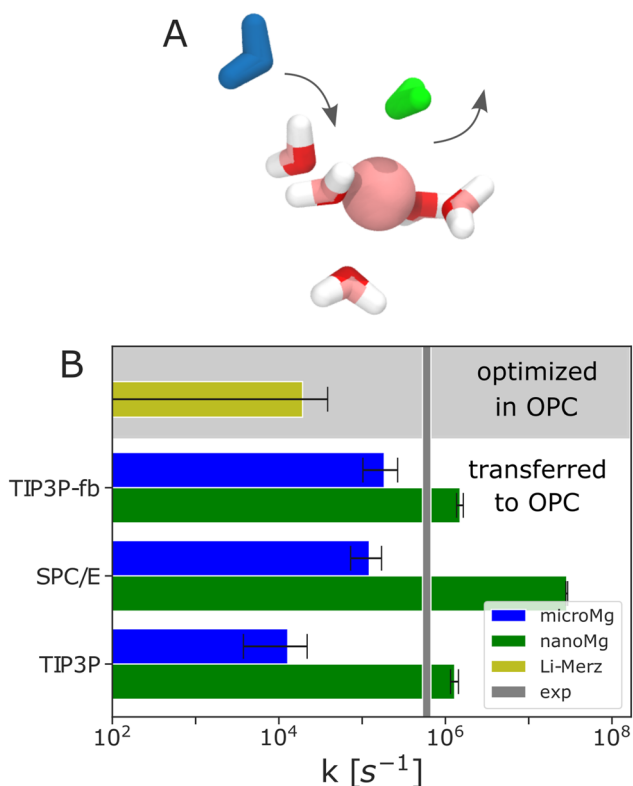 A
B
optimized
in OPC
transferred
to OPC
TIP3P-fb
SPC/E
TIP3P
microMg
nanoMg
Li-Merz
exp
10²
10⁴
10⁶
10⁸
k [s⁻¹]